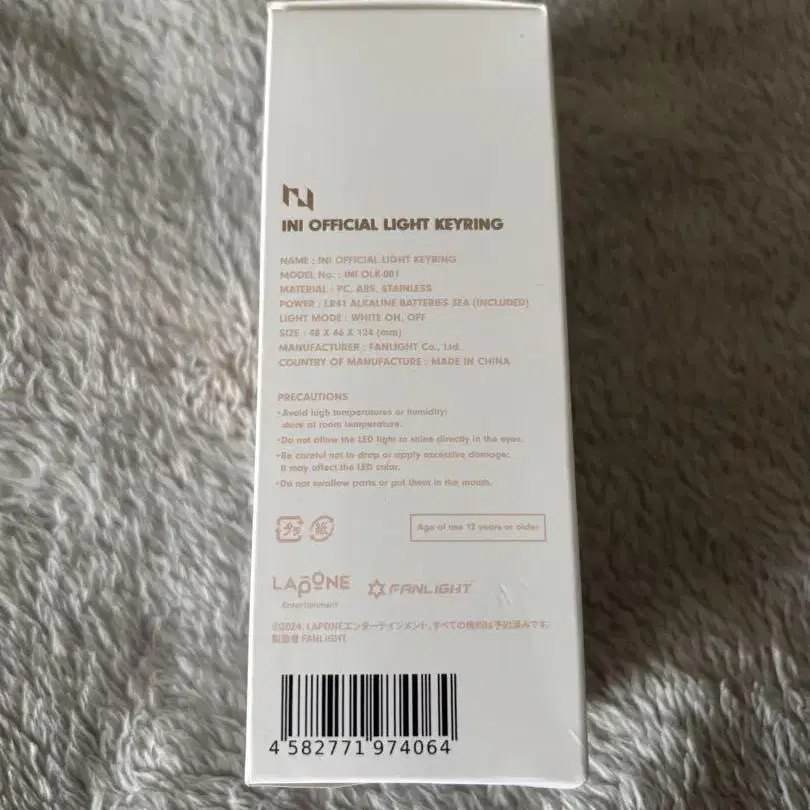 INI OFFICIAL LIGHT KEYRING
NAME : INI OFFICIAL LIGHT KEYRING
MODEL No. : INI OLK-001
MATERIAL : PC, ABS, STAINLESS
POWER : LR41 ALKALINE BATTERIES 3EA (INCLUDED)
LIGHT MODE : WHITE ON, OFF
SIZE : 48 X 46 X 134 (mm)
MANUFACTURER : FANLIGHT Co., Ltd.
COUNTRY OF MANUFACTURE : MADE IN CHINA
PRECAUTIONS
•Avoid high temperatures or humidity;
store at room temperature.
•Do not allow the LED light to shine directly in the eyes.
•Be careful not to drop or apply excessive damage;
It may affect the LED color.
•Do not swallow parts or put them in the mouth.
プラ 紙
Age of use 12 years or older
LAPONE
Entertainment
FANLIGHT
©2024. LAPONEエンターテインメント. すべての権利は予約済みです。
製造者 FANLIGHT
4 582771 974064